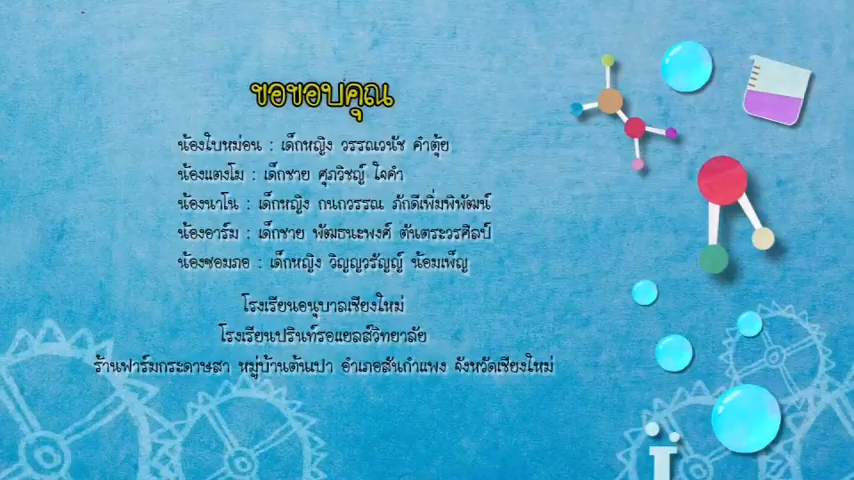 ขอขอบคุณ
น้องใบหม่อน : เด็กหญิง วรรณวนัช คำตุ้ย
น้องแตงโม : เด็กชาย ศุภวิชญ์ ใจคำ
น้องนาโน : เด็กหญิง กนกวรรณ ภักดีเพิ่มพิพัฒน์
น้องอาร์ม : เด็กชาย พัฒธนะพงศ์ ตันตระวรศิลป์
น้องซอมภอ : เด็กหญิง วิญญวรัญญ์ น้อมเพ็ญ
โรงเรียนอนุบาลเชียงใหม่
โรงเรียนปรินท์รอแยลส์วิทยาลัย
ร้านฟาร์มกระดาษสา หมู่บ้านต้นเปา อำเภอสันกำแพง จังหวัดเชียงใหม่